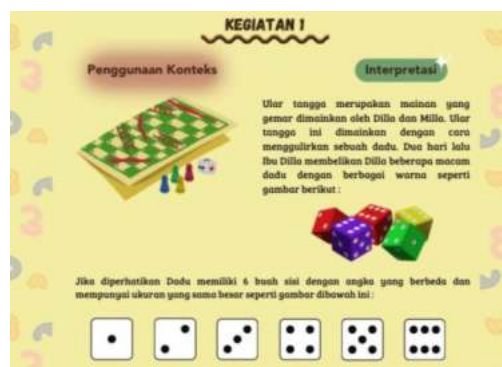 KEGIATAN 1
Penggunaan Konteks
Interpretasi
Ular tangga merupakan mainan yang
gemar dimainkan oleh Dilla dan Milla. Ular
tangga ini dimainkan dengan cara
menggulirkan sebuah dadu. Dua hari lalu
Ibu Dilla membelikan Dilla beberapa macam
dadu dengan berbagai warna seperti
gambar berikut :
Jika diperhatikan Dadu memiliki 6 buah sisi dengan angka yang berbeda dan
mempunyai ukuran yang sama besar seperti gambar dibawah ini :